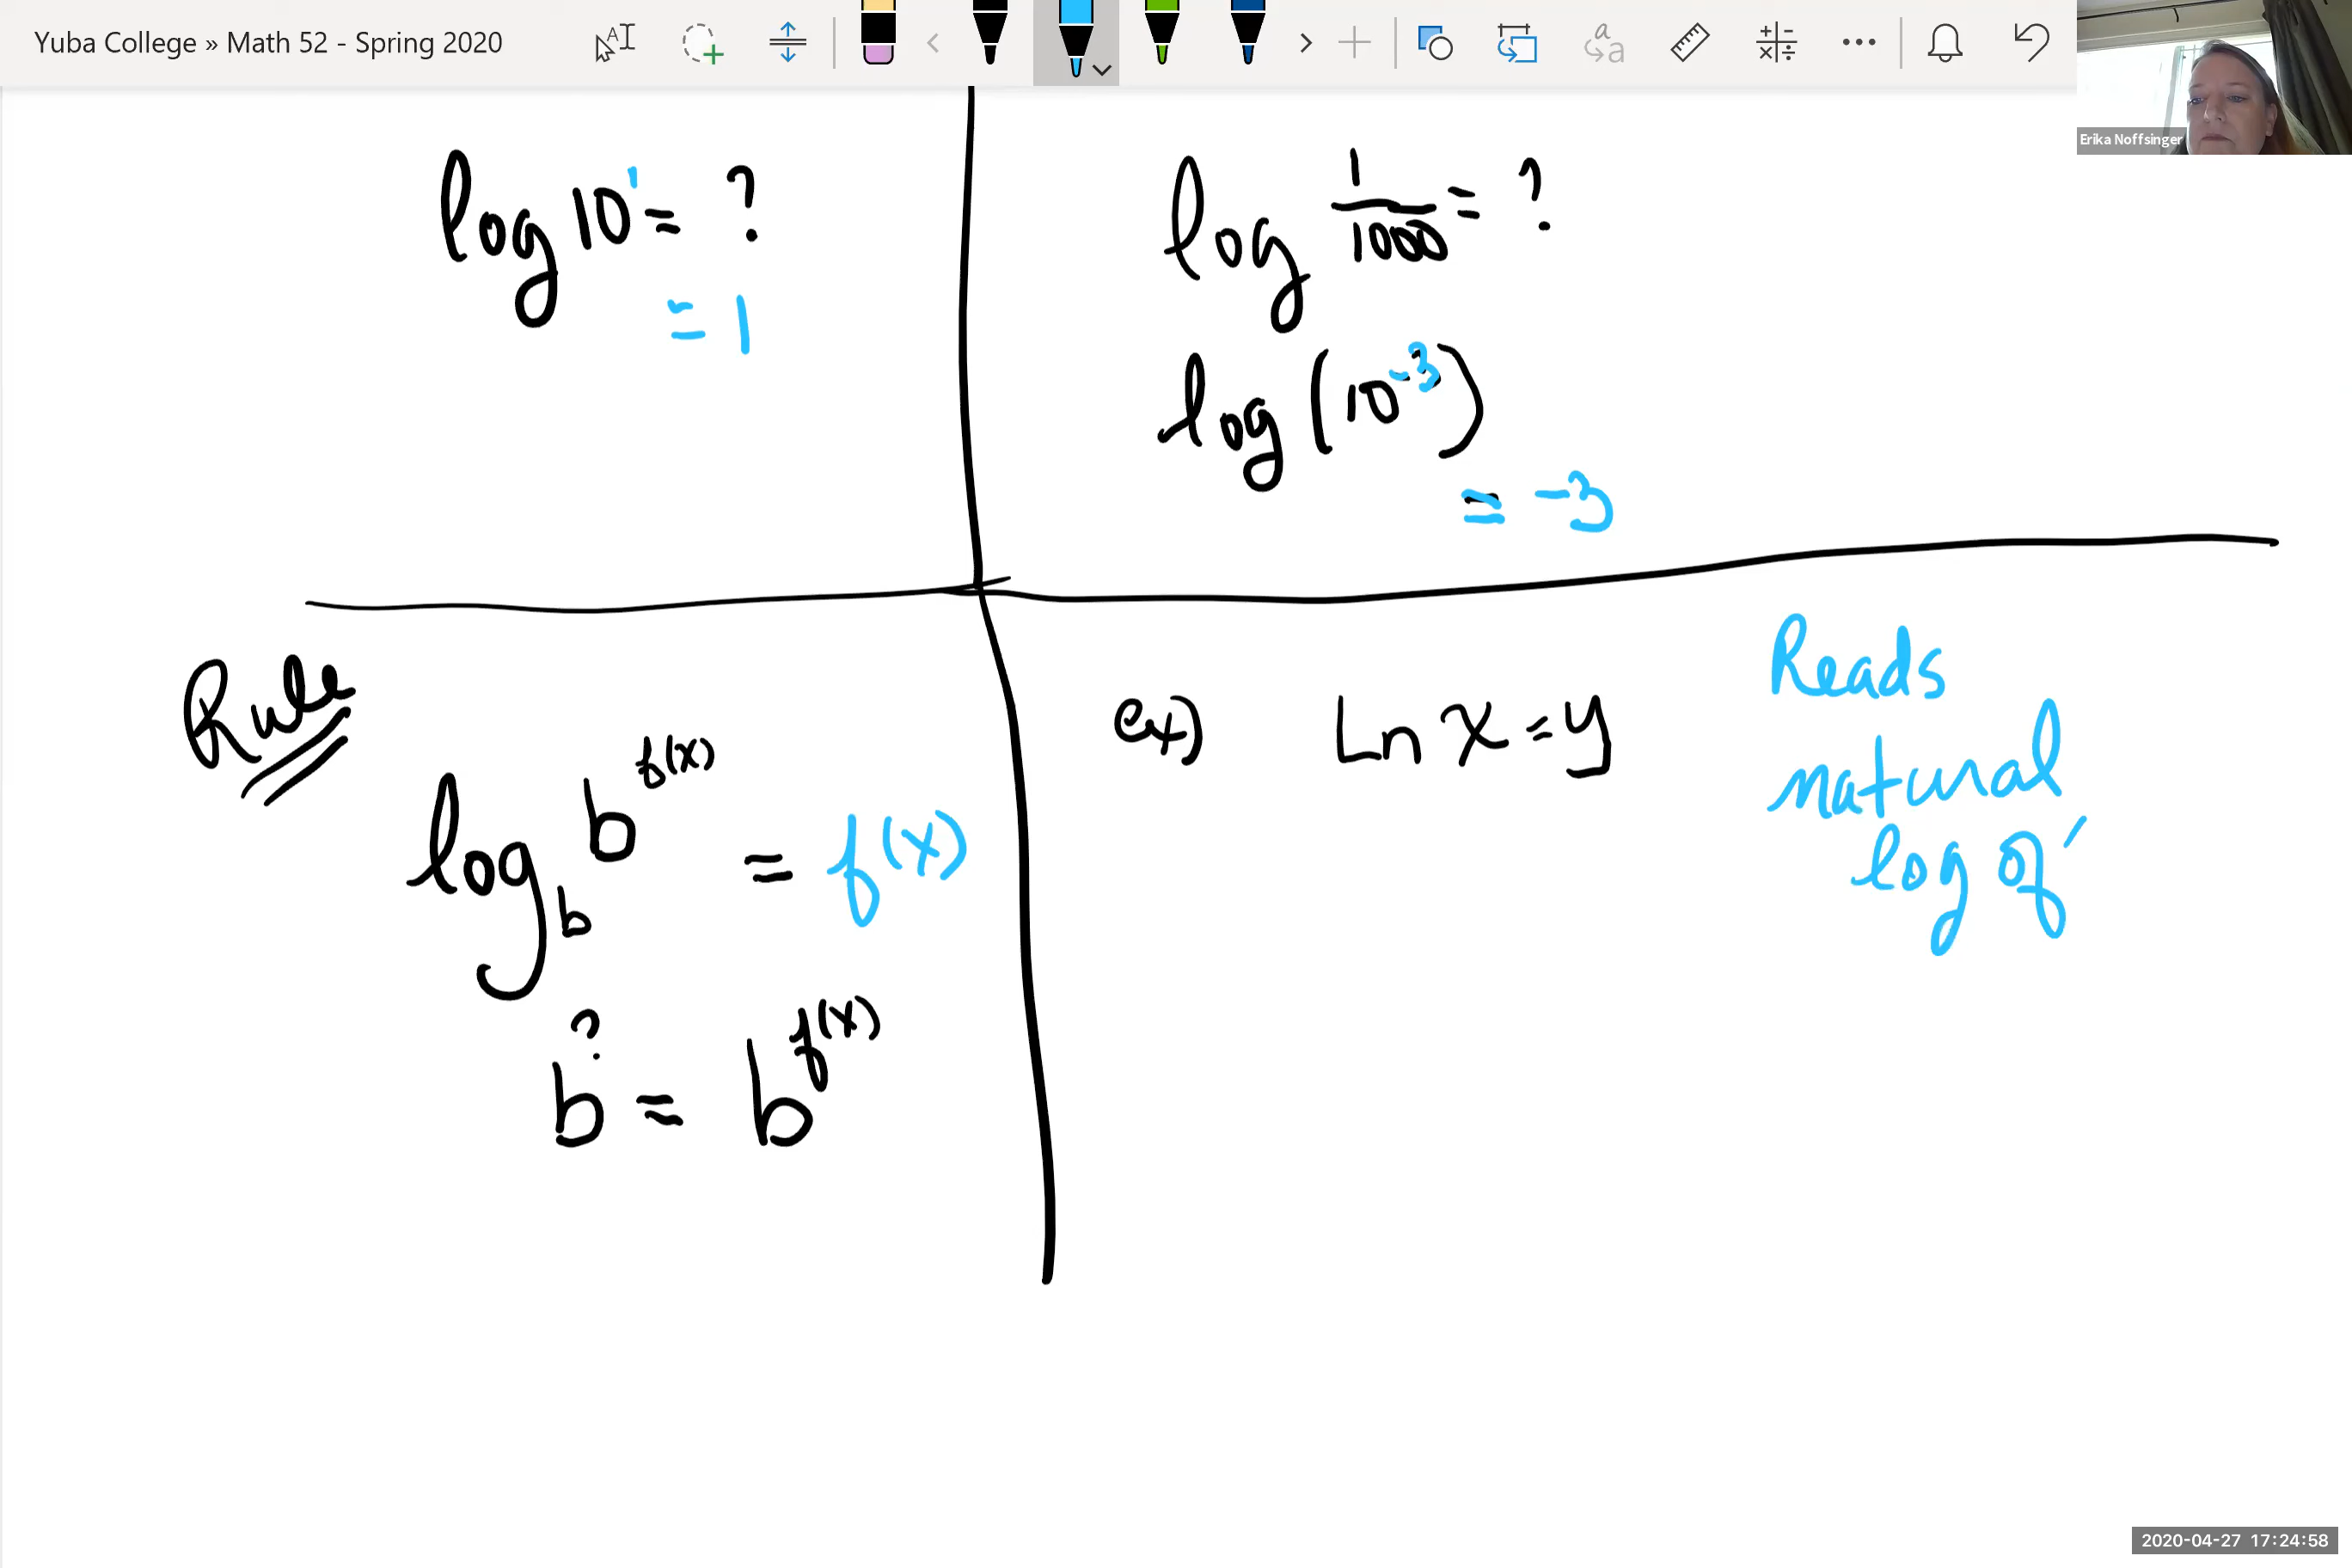 Yuba College » Math 52 - Spring 2020
Erika Noffsinger
log 10¹ = ?
= 1
log 1/1000 = ?
log (10⁻³)
= -3
Rule
log_b b^f(x) = f(x)
b^? = b^f(x)
ex) Ln x = y
Reads
natural
log of
2020-04-27 17:24:58